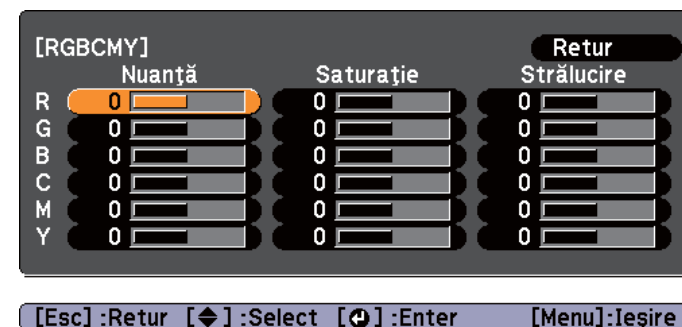 [RGBCMY] Retur
Nuanţă Saturaţie Strălucire
R 0 0 0
G 0 0 0
B 0 0 0
C 0 0 0
M 0 0 0
Y 0 0 0
[Esc] :Retur [◆] :Select [↵] :Enter [Menu]:Ieşire